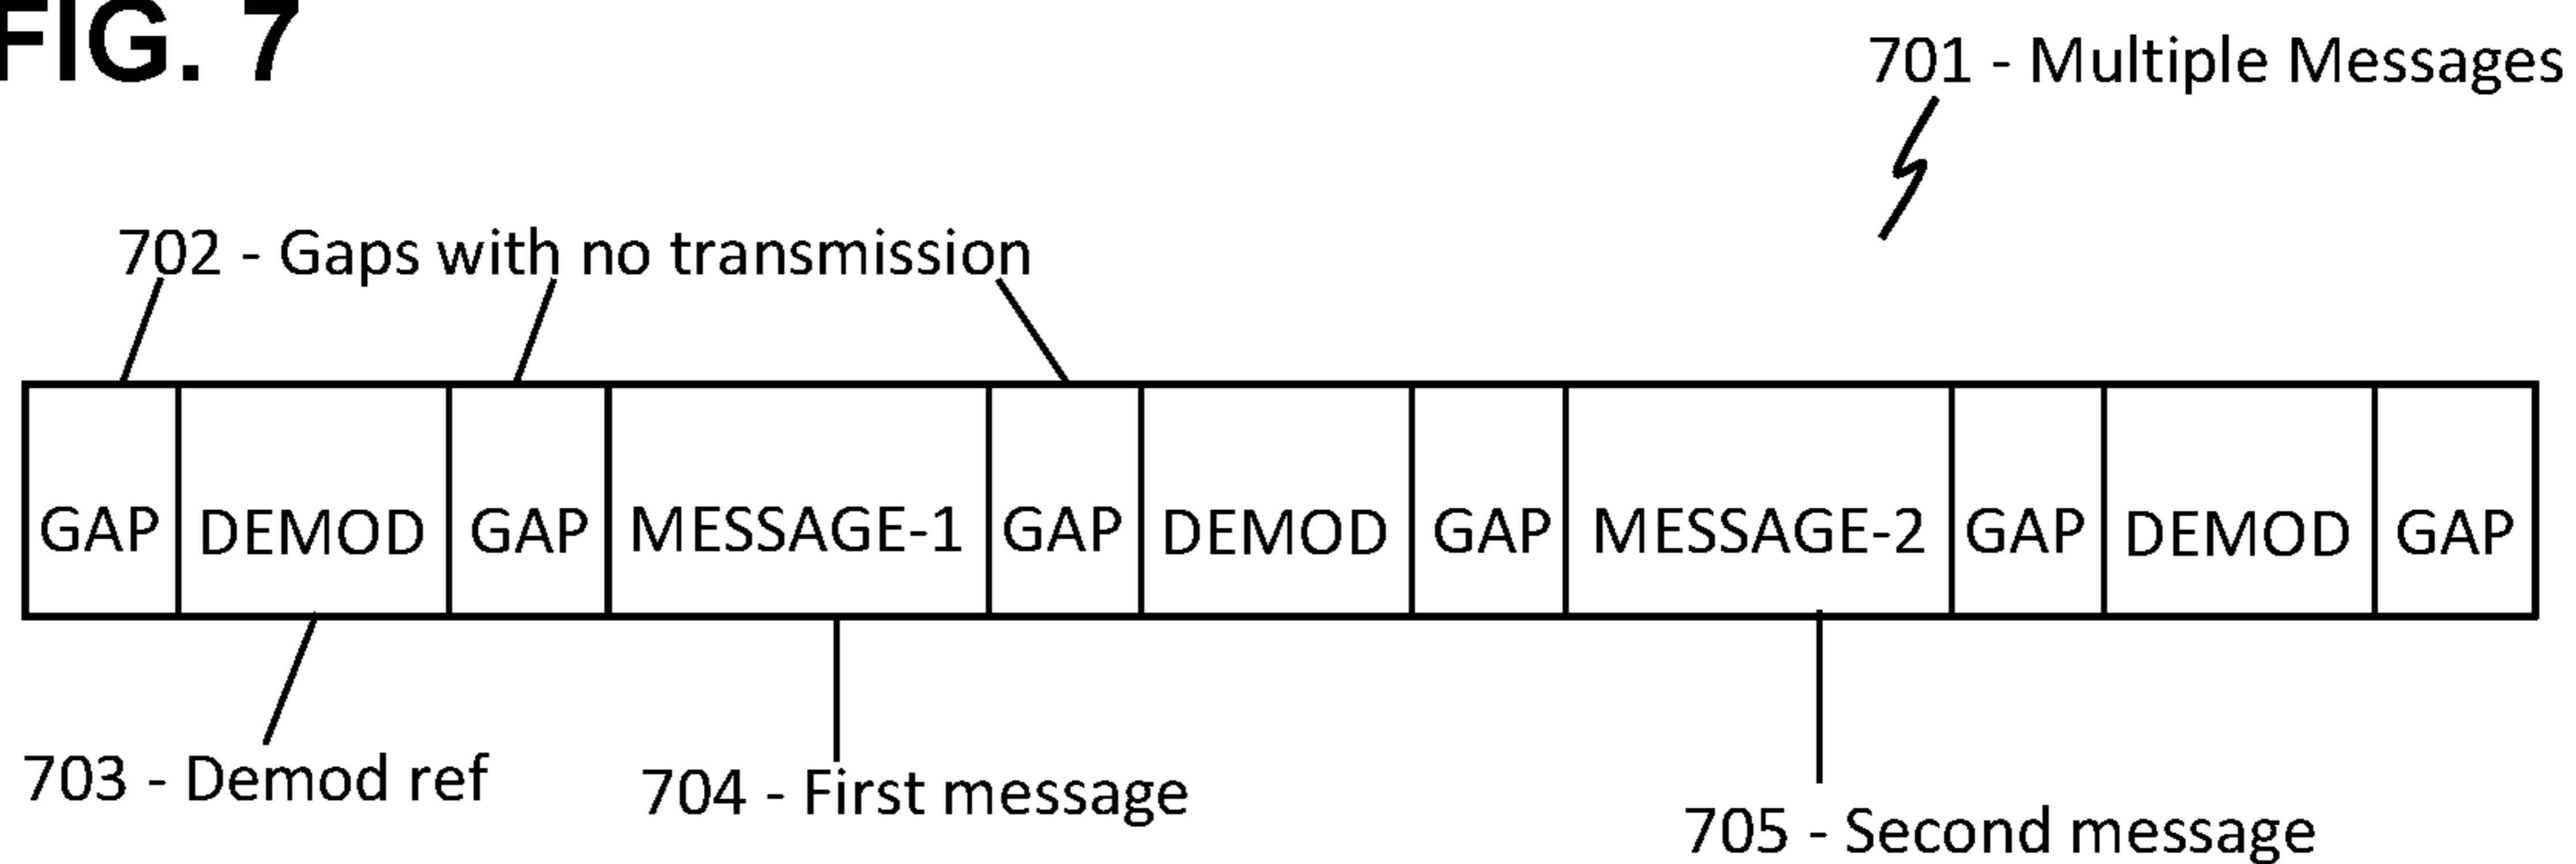 FIG. 7
701 - Multiple Messages
702 - Gaps with no transmission
GAP DEMOD GAP MESSAGE-1 GAP DEMOD GAP MESSAGE-2 GAP DEMOD GAP
703 - Demod ref
704 - First message
705 - Second message